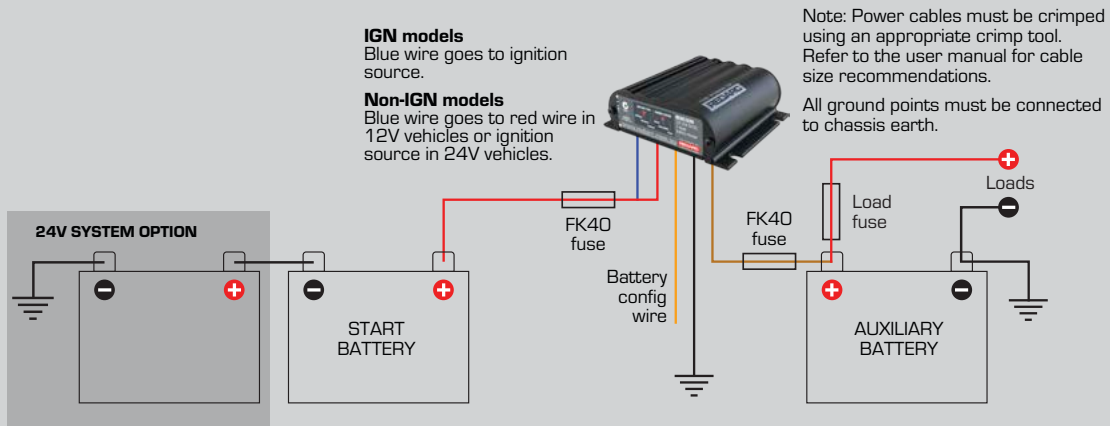 IGN models
Blue wire goes to ignition
source.
Non-IGN models
Blue wire goes to red wire in
12V vehicles or ignition
source in 24V vehicles.
REDARC
Note: Power cables must be crimped
using an appropriate crimp tool.
Refer to the user manual for cable
size recommendations.
All ground points must be connected
to chassis earth.
Loads
Load
fuse
FK40
fuse
FK40
fuse
24V SYSTEM OPTION
Battery
config
wire
START
BATTERY
AUXILIARY
BATTERY